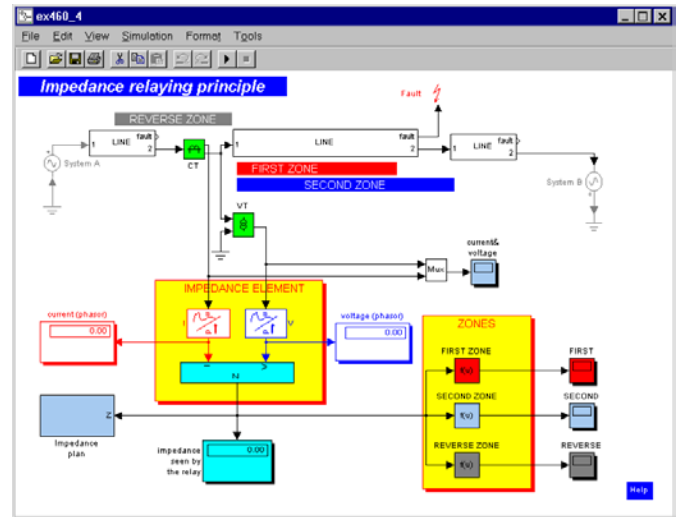 ex460_4
File Edit View Simulation Format Tools
Impedance relaying principle
Fault
REVERSE ZONE
1 LINE fault 2
1 LINE fault 2
1 LINE fault 2
System A
CT
FIRST ZONE
SECOND ZONE
System B
VT
current&
voltage
Mux
IMPEDANCE ELEMENT
current (phasor)
0.00
I
V
voltage (phasor)
0.00
ZONES
I
V
Z
FIRST ZONE
f(u)
FIRST
SECOND ZONE
f(u)
SECOND
REVERSE ZONE
f(u)
REVERSE
Z
Impedance
plan
impedance
seen by
the relay
0.00
Help